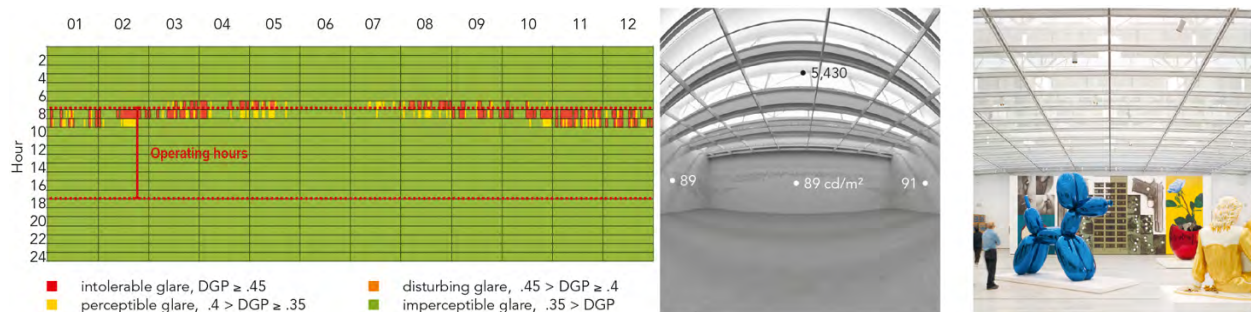 01 02 03 04 05 06 07 08 09 10 11 12
Hour
2
4
6
8
10
12
14
16
18
20
22
24
Operating hours
intolerable glare, DGP ≥ .45
disturbing glare, .45 > DGP ≥ .4
perceptible glare, .4 > DGP ≥ .35
imperceptible glare, .35 > DGP
5,430
89
89 cd/m²
91